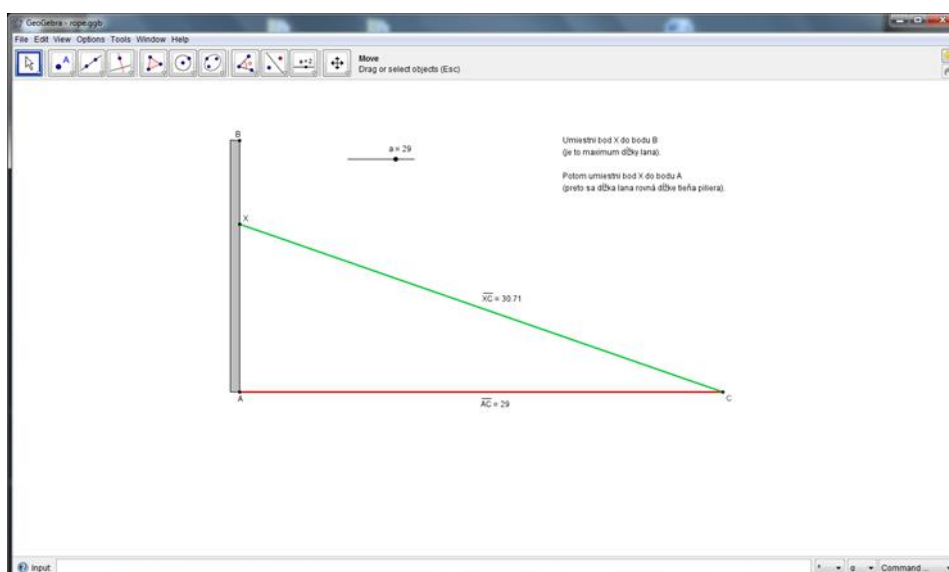 GeoGebra - rope.ggb
File Edit View Options Tools Window Help
A
a=2
Move
Drag or select objects (Esc)
B
a = 29
Umiestni bod X do bodu B
(je to maximum dĺžky lana).
Potom umiestni bod X do bodu A
(preto sa dĺžka lana rovná dĺžke tieňa piliera).
X
XC = 30.71
A
C
AC = 29
Input:
α
Command ...